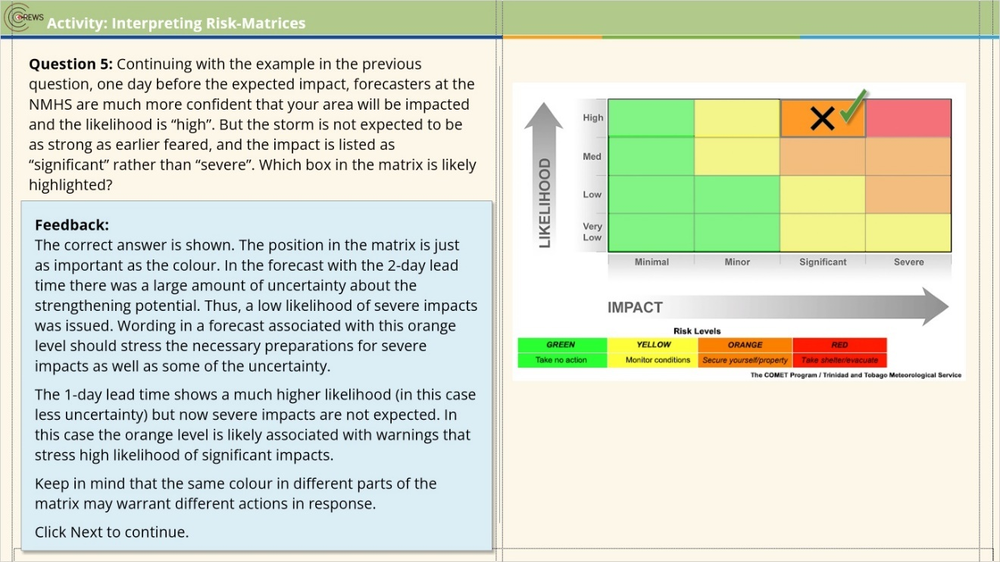 CREWS
Activity: Interpreting Risk-Matrices
Question 5: Continuing with the example in the previous
question, one day before the expected impact, forecasters at the
NMHS are much more confident that your area will be impacted
and the likelihood is “high”. But the storm is not expected to be
as strong as earlier feared, and the impact is listed as
“significant” rather than “severe”. Which box in the matrix is likely
highlighted?
Feedback:
The correct answer is shown. The position in the matrix is just
as important as the colour. In the forecast with the 2-day lead
time there was a large amount of uncertainty about the
strengthening potential. Thus, a low likelihood of severe impacts
was issued. Wording in a forecast associated with this orange
level should stress the necessary preparations for severe
impacts as well as some of the uncertainty.
The 1-day lead time shows a much higher likelihood (in this case
less uncertainty) but now severe impacts are not expected. In
this case the orange level is likely associated with warnings that
stress high likelihood of significant impacts.
Keep in mind that the same colour in different parts of the
matrix may warrant different actions in response.
Click Next to continue.
LIKELIHOOD
High
Med
Low
Very
Low
Minimal Minor Significant Severe
IMPACT
Risk Levels
GREEN YELLOW ORANGE RED
Take no action Monitor conditions Secure yourself/property Take shelter/evacuate
The COMET Program / Trinidad and Tobago Meteorological Service